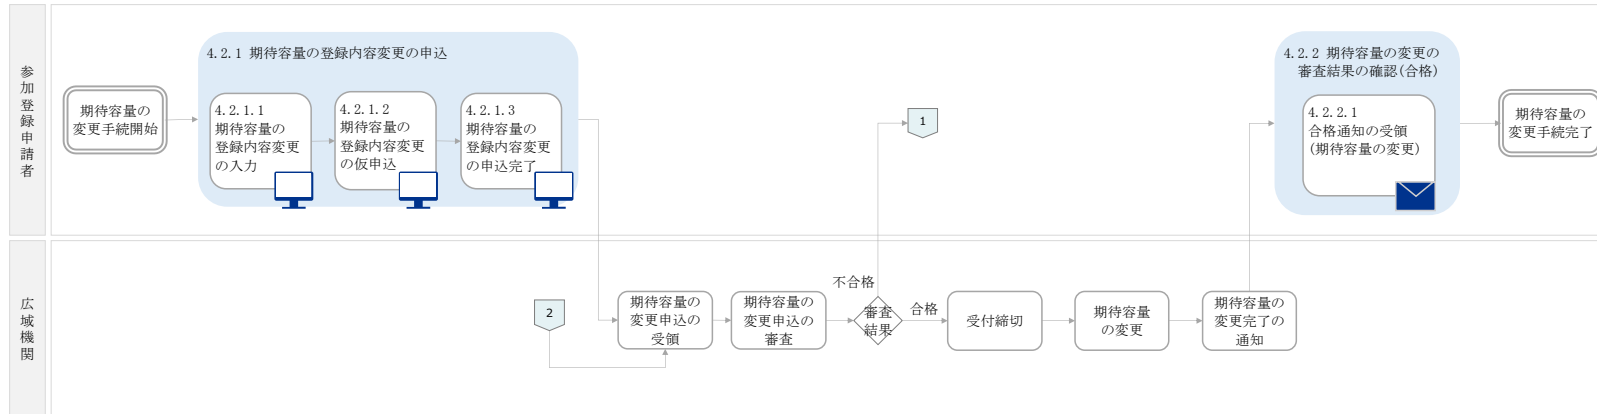 参加登録申請者
期待容量の
変更手続開始
4.2.1 期待容量の登録内容変更の申込
4.2.1.1
期待容量の
登録内容変更
の入力
4.2.1.2
期待容量の
登録内容変更
の仮申込
4.2.1.3
期待容量の
登録内容変更
の申込完了
1
4.2.2 期待容量の変更の
審査結果の確認(合格)
4.2.2.1
合格通知の受領
(期待容量の変更)
期待容量の
変更手続完了
広域機関
2
期待容量の
変更申込の
受領
期待容量の
変更申込の
審査
不合格
審査
結果
合格
受付締切
期待容量
の変更
期待容量の
変更完了の
通知